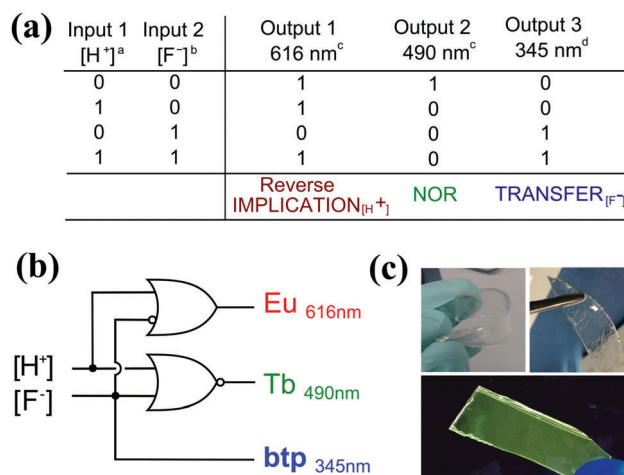 (a)
Input 1 Input 2 Output 1 Output 2 Output 3
[H⁺]ᵃ [F⁻]ᵇ 616 nmᶜ 490 nmᶜ 345 nmᵈ
0 0 1 1 0
1 0 1 0 0
0 1 0 0 1
1 1 1 0 1
Reverse
IMPLICATION[H⁺] NOR TRANSFER[F⁻]
(b)
Eu 616nm
[H⁺]
[F⁻]
Tb 490nm
btp 345nm
(c)